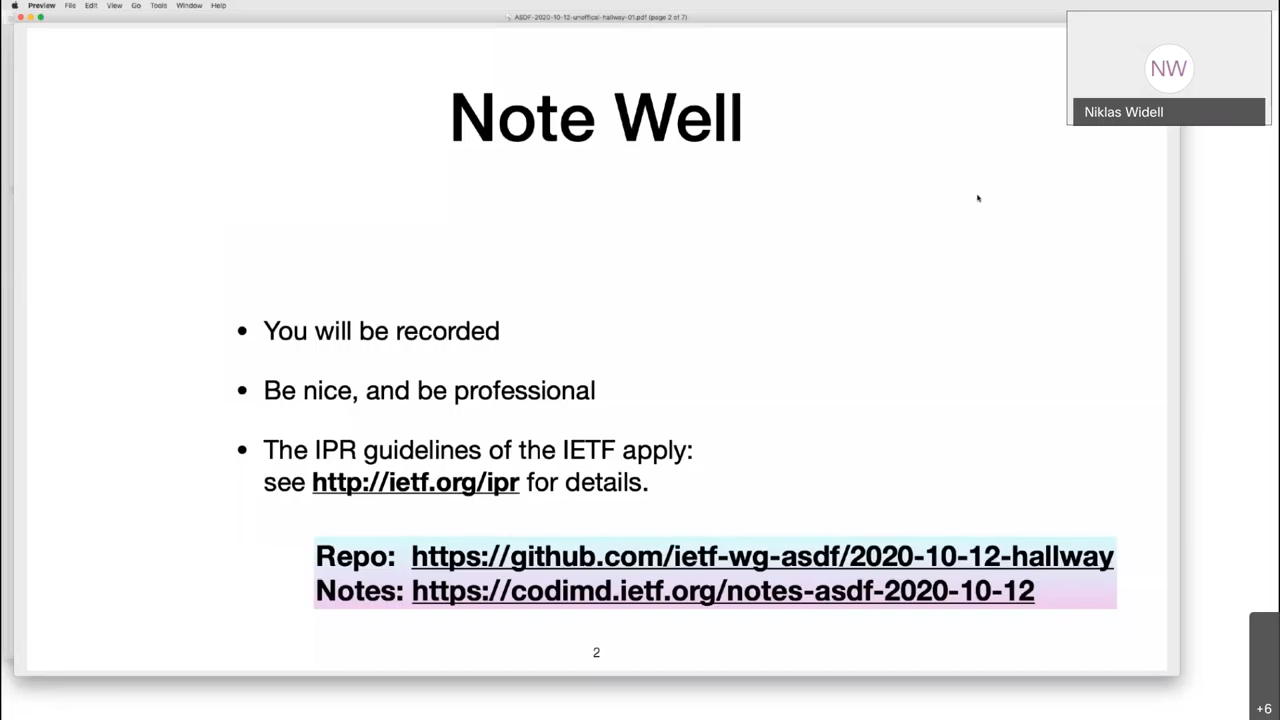 Preview File Edit View Go Tools Window Help
ASDF-2020-10-12-unoffical-hallway-01.pdf (page 2 of 7)
NW
Niklas Widell
Note Well
• You will be recorded
• Be nice, and be professional
• The IPR guidelines of the IETF apply:
see http://ietf.org/ipr for details.
Repo: https://github.com/ietf-wg-asdf/2020-10-12-hallway
Notes: https://codimd.ietf.org/notes-asdf-2020-10-12
2
+6